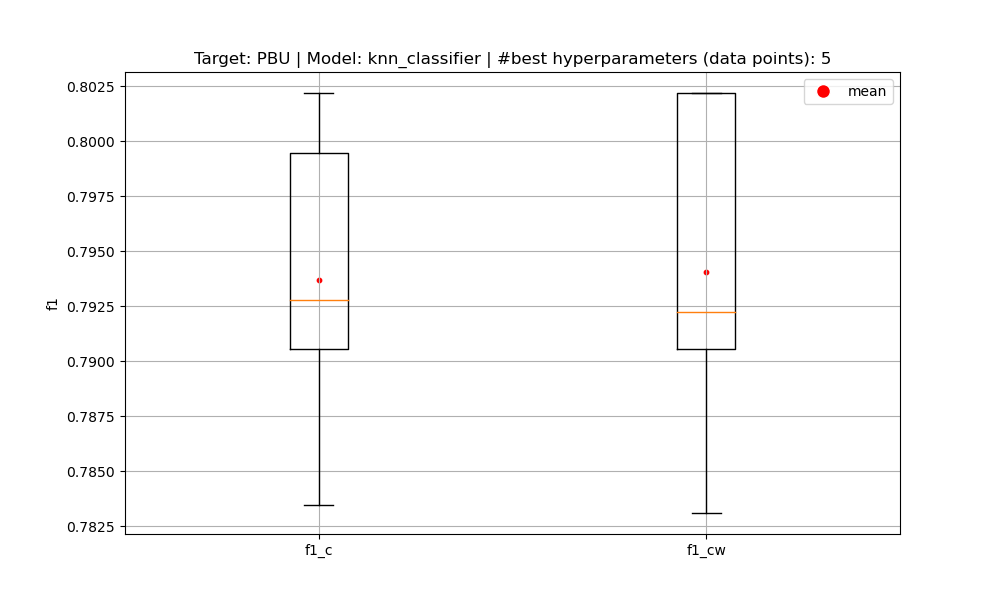 Target: PBU | Model: knn_classifier | #best hyperparameters (data points): 5
mean
0.8025
0.8000
0.7975
0.7950
0.7925
0.7900
0.7875
0.7850
0.7825
f1
f1_c
f1_cw